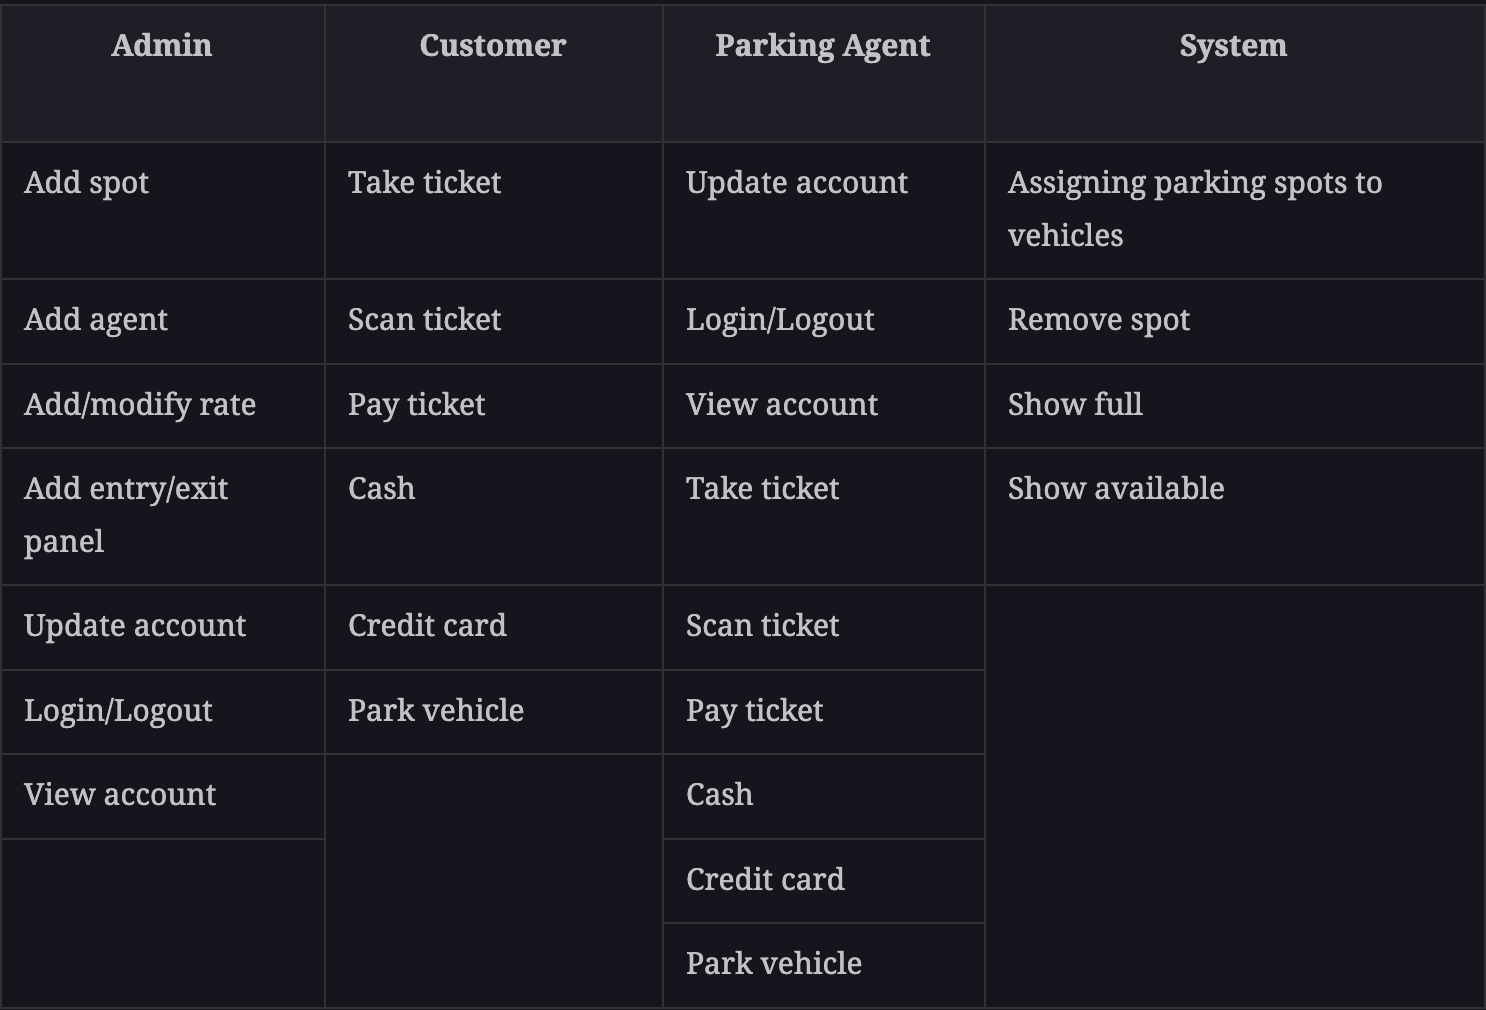 Admin
Customer
Parking Agent
System
Add spot
Take ticket
Update account
Assigning parking spots to
vehicles
Add agent
Scan ticket
Login/Logout
Remove spot
Add/modify rate
Pay ticket
View account
Show full
Add entry/exit
panel
Cash
Take ticket
Show available
Update account
Credit card
Scan ticket
Login/Logout
Park vehicle
Pay ticket
View account
Cash
Credit card
Park vehicle